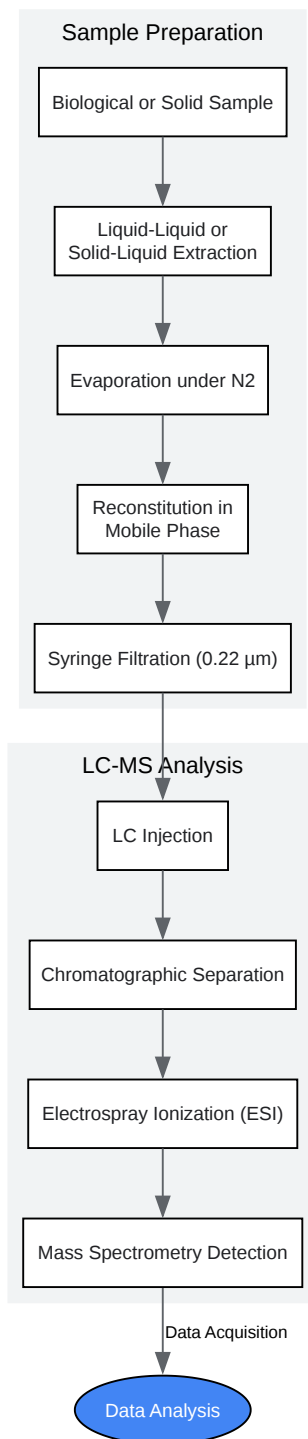 Sample Preparation
Biological or Solid Sample
Liquid-Liquid or
Solid-Liquid Extraction
Evaporation under N2
Reconstitution in
Mobile Phase
Syringe Filtration (0.22 µm)
LC-MS Analysis
LC Injection
Chromatographic Separation
Electrospray Ionization (ESI)
Mass Spectrometry Detection
Data Acquisition
Data Analysis